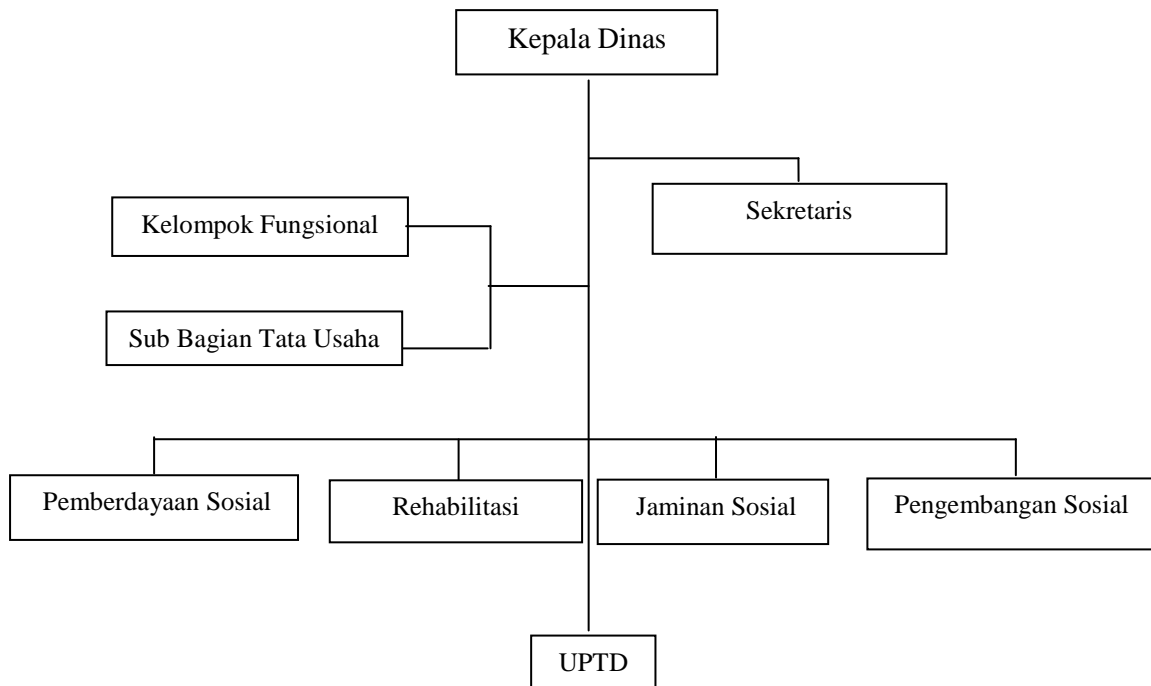 Kepala Dinas
Sekretaris
Kelompok Fungsional
Sub Bagian Tata Usaha
Pemberdayaan Sosial
Rehabilitasi
Jaminan Sosial
Pengembangan Sosial
UPTD